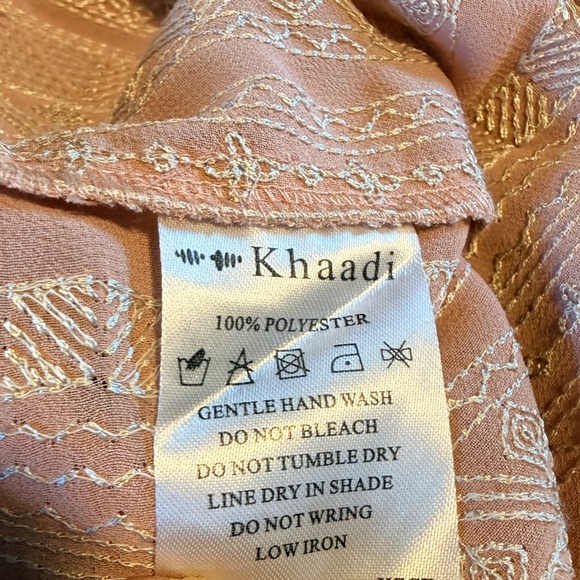 Khaadi
100% POLYESTER
GENTLE HAND WASH
DO NOT BLEACH
DO NOT TUMBLE DRY
LINE DRY IN SHADE
DO NOT WRING
LOW IRON